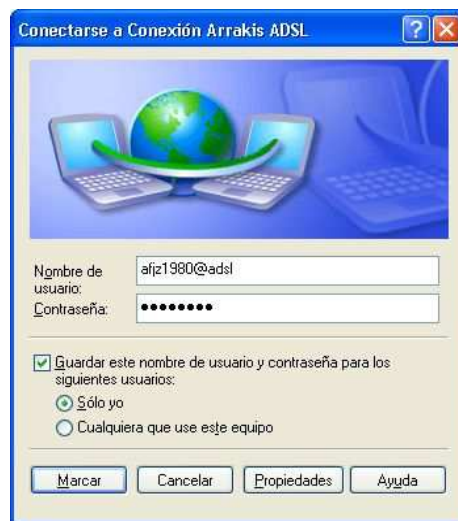 Conectarse a Conexión Arrakis ADSL
Nombre de
usuario:
afjz1980@adsl
Contraseña:
●●●●●●●●
Guardar este nombre de usuario y contraseña para los
siguientes usuarios:
Sólo yo
Cualquiera que use este equipo
Marcar Cancelar Propiedades Ayuda